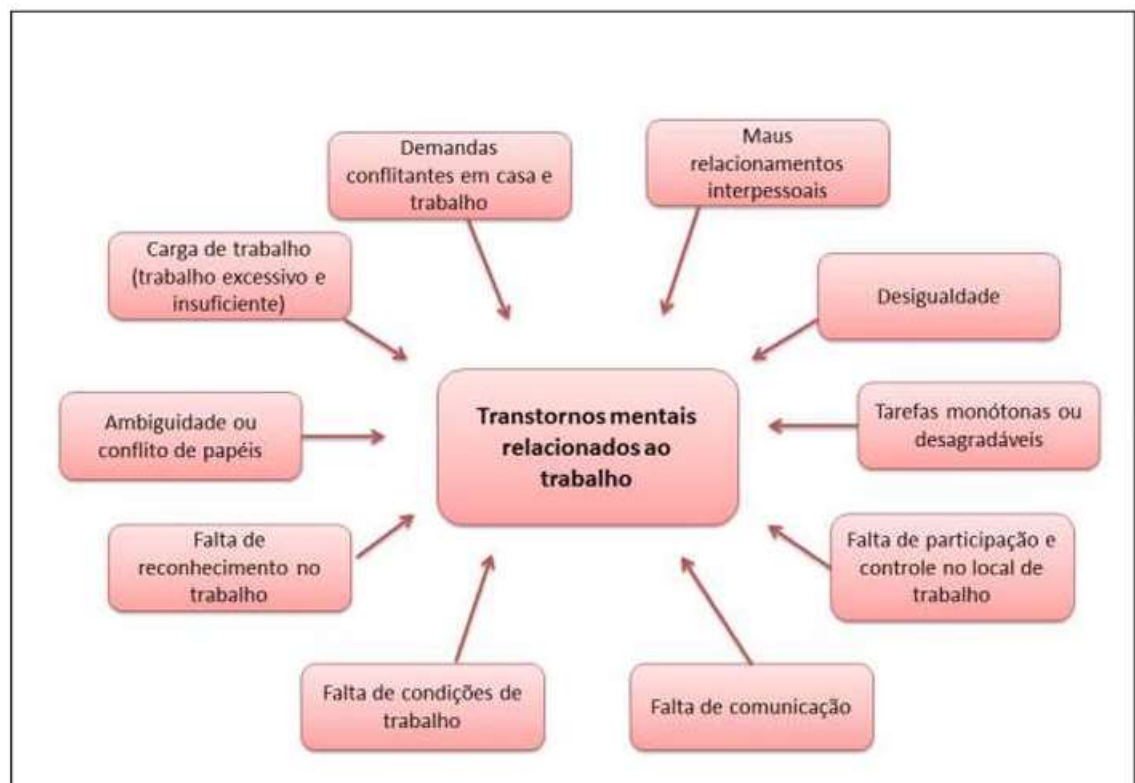 Demandas
conflitantes em casa e
trabalho
Maus
relacionamentos
interpessoais
Carga de trabalho
(trabalho excessivo e
insuficiente)
Desigualdade
Transtornos mentais
relacionados ao
trabalho
Ambiguidade ou
conflito de papéis
Tarefas monótonas ou
desagradáveis
Falta de
reconhecimento no
trabalho
Falta de participação e
controle no local de
trabalho
Falta de condições de
trabalho
Falta de comunicação